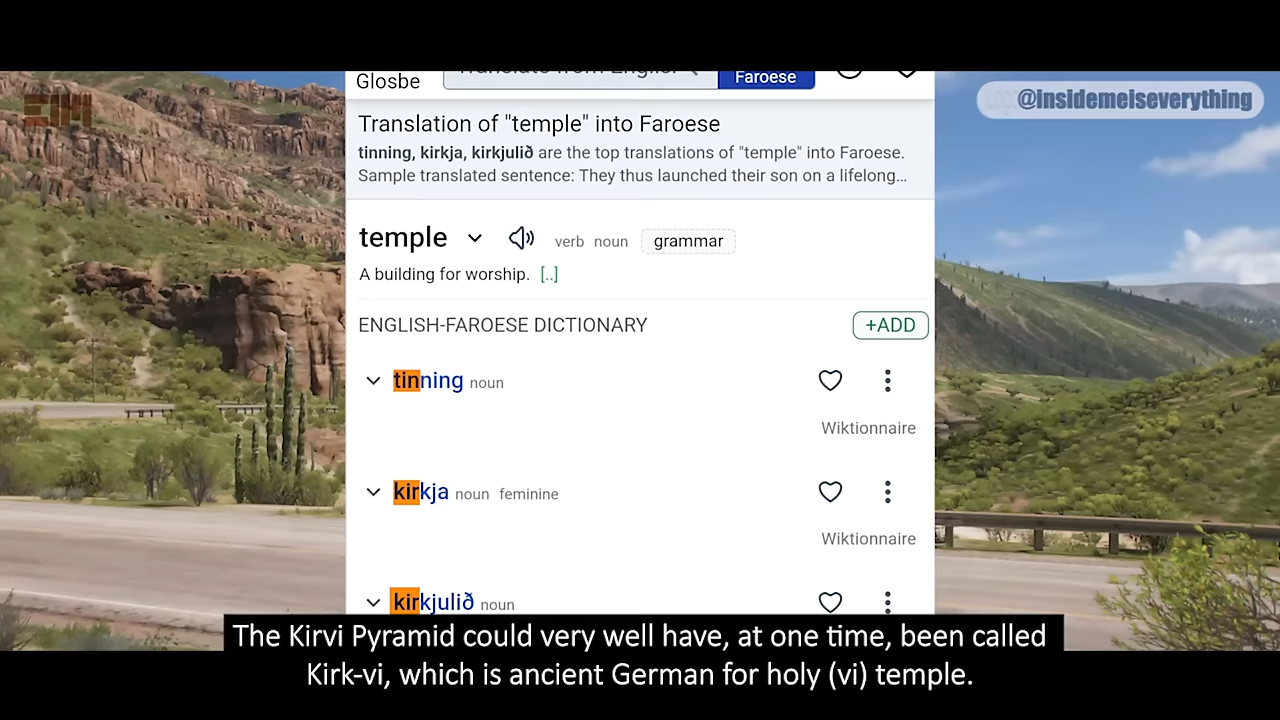 Glosbe
Faroese
@insidemeiseverything
EIM
Translation of "temple" into Faroese
tinning, kirkja, kirkjulið are the top translations of "temple" into Faroese.
Sample translated sentence: They thus launched their son on a lifelong…
temple verb noun grammar
A building for worship. [..]
ENGLISH-FAROESE DICTIONARY +ADD
tinning noun
Wiktionnaire
kirkja noun feminine
Wiktionnaire
kirkjulið noun
The Kirvi Pyramid could very well have, at one time, been called
Kirk-vi, which is ancient German for holy (vi) temple.